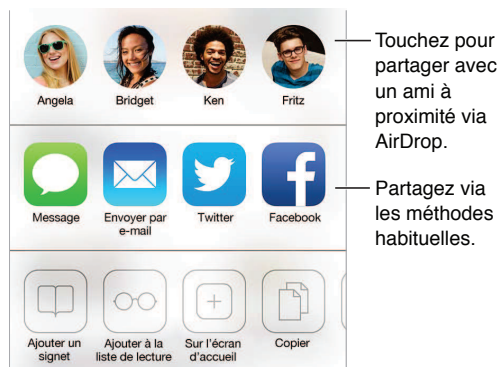 Angela
Bridget
Ken
Fritz
Touchez pour
partager avec
un ami à
proximité via
AirDrop.
Message
Envoyer par
e-mail
Twitter
Facebook
Partagez via
les méthodes
habituelles.
Ajouter un
signet
Ajouter à la
liste de lecture
Sur l'écran
d'accueil
Copier